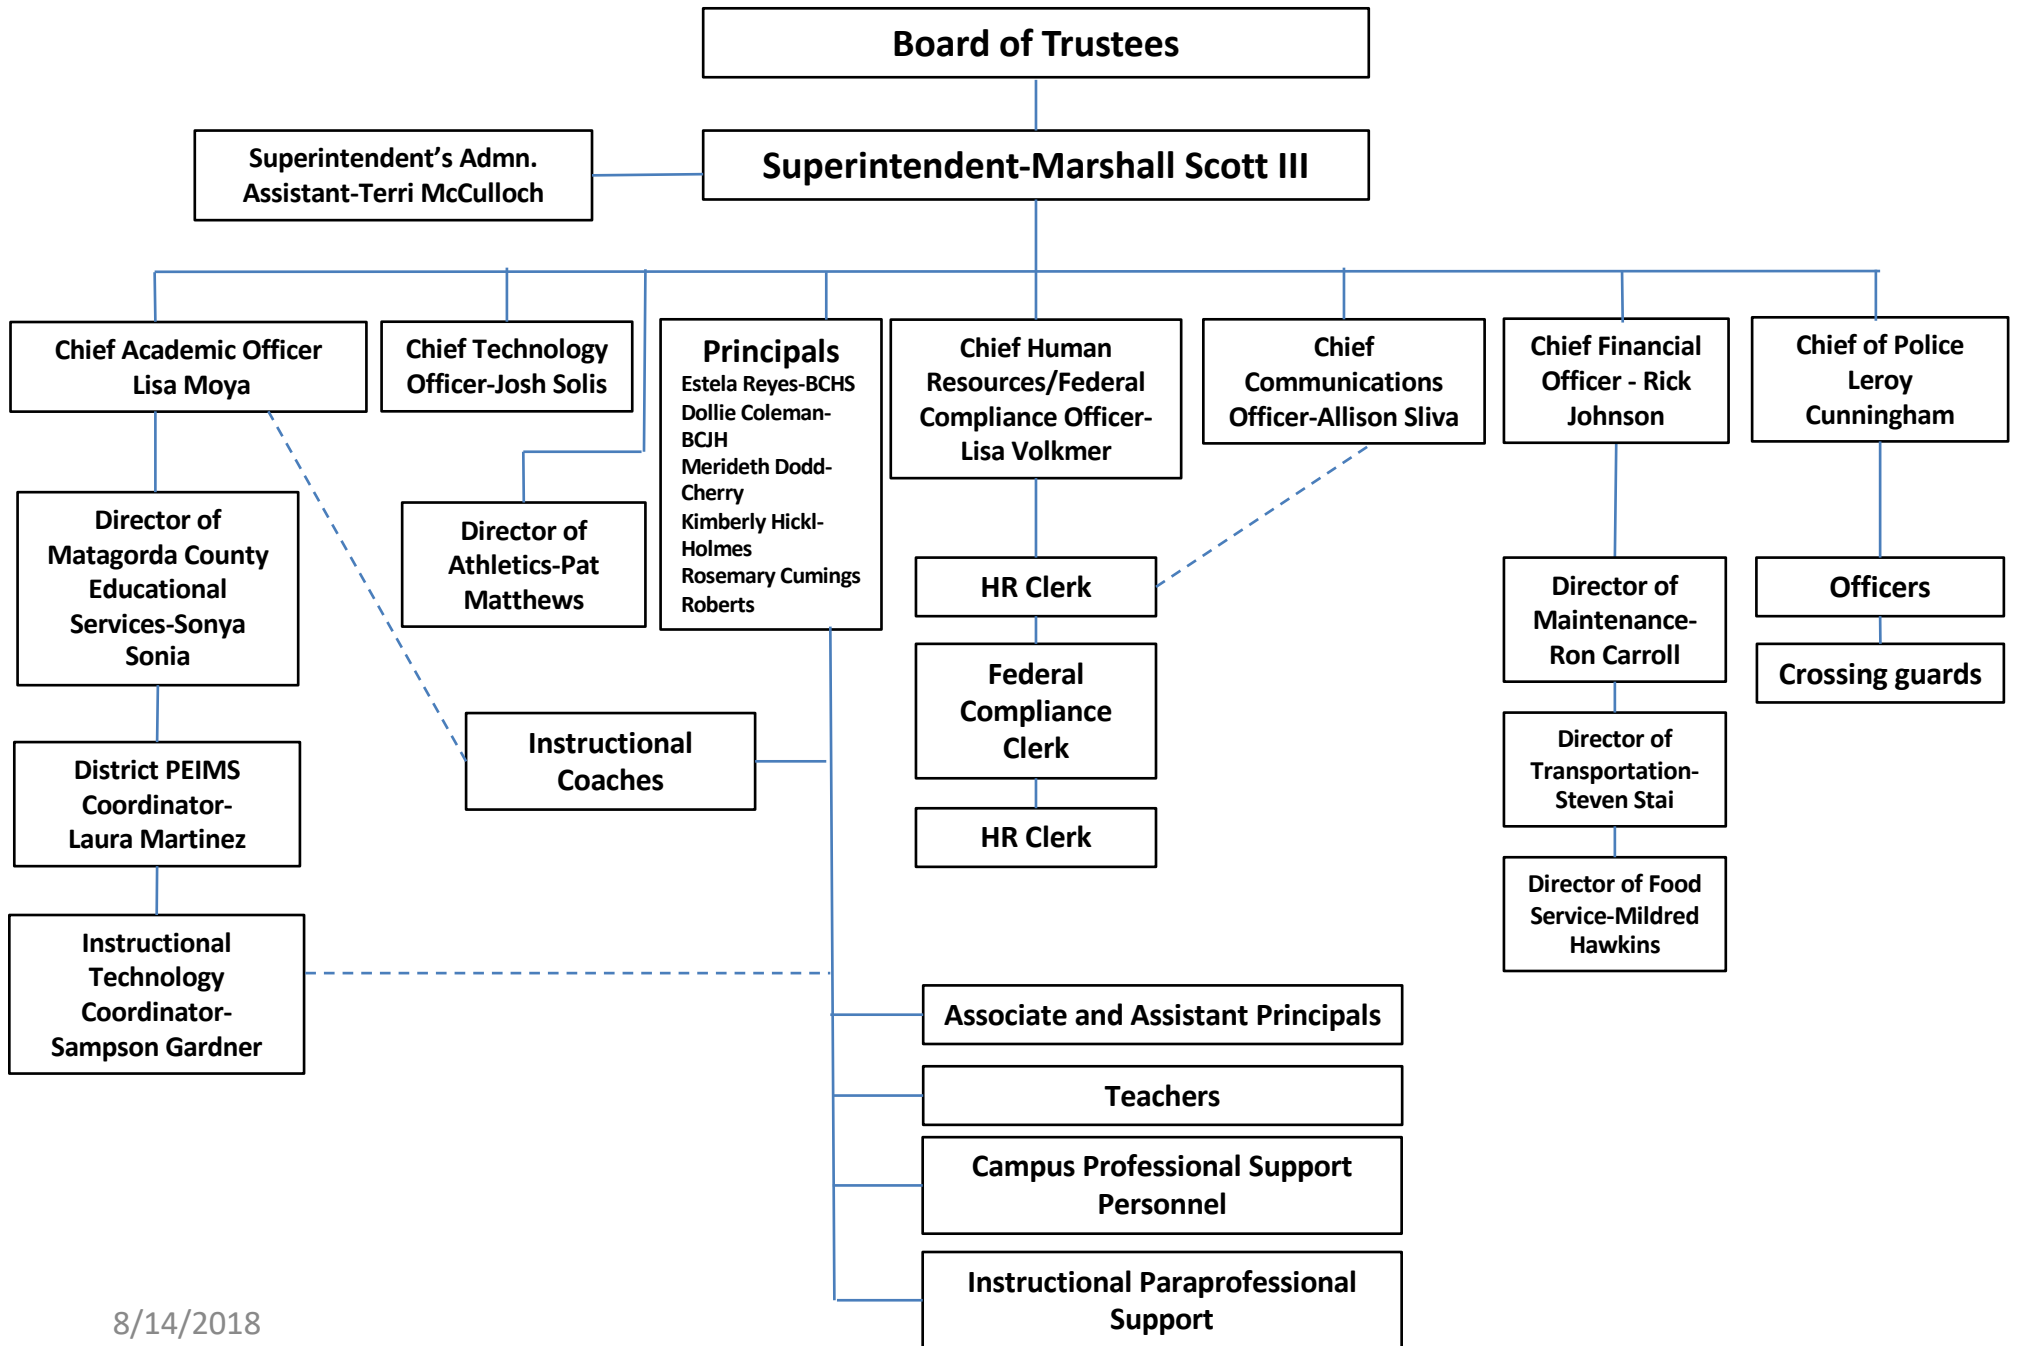 Board of Trustees
Superintendent’s Admn.
Assistant-Terri McCulloch
Superintendent-Marshall Scott III
Chief Academic Officer
Lisa Moya
Chief Technology
Officer-Josh Solis
Principals
Estela Reyes-BCHS
Dollie Coleman-
BCJH
Merideth Dodd-
Cherry
Kimberly Hickl-
Holmes
Rosemary Cumings
Roberts
Chief Human
Resources/Federal
Compliance Officer-
Lisa Volkmer
Chief
Communications
Officer-Allison Sliva
Chief Financial
Officer - Rick
Johnson
Chief of Police
Leroy
Cunningham
Director of
Matagorda County
Educational
Services-Sonya
Sonia
Director of
Athletics-Pat
Matthews
HR Clerk
Director of
Maintenance-
Ron Carroll
Officers
Federal
Compliance
Clerk
Crossing guards
District PEIMS
Coordinator-
Laura Martinez
Instructional
Coaches
Director of
Transportation-
Steven Stai
HR Clerk
Director of Food
Service-Mildred
Hawkins
Instructional
Technology
Coordinator-
Sampson Gardner
Associate and Assistant Principals
Teachers
Campus Professional Support
Personnel
Instructional Paraprofessional
Support
8/14/2018